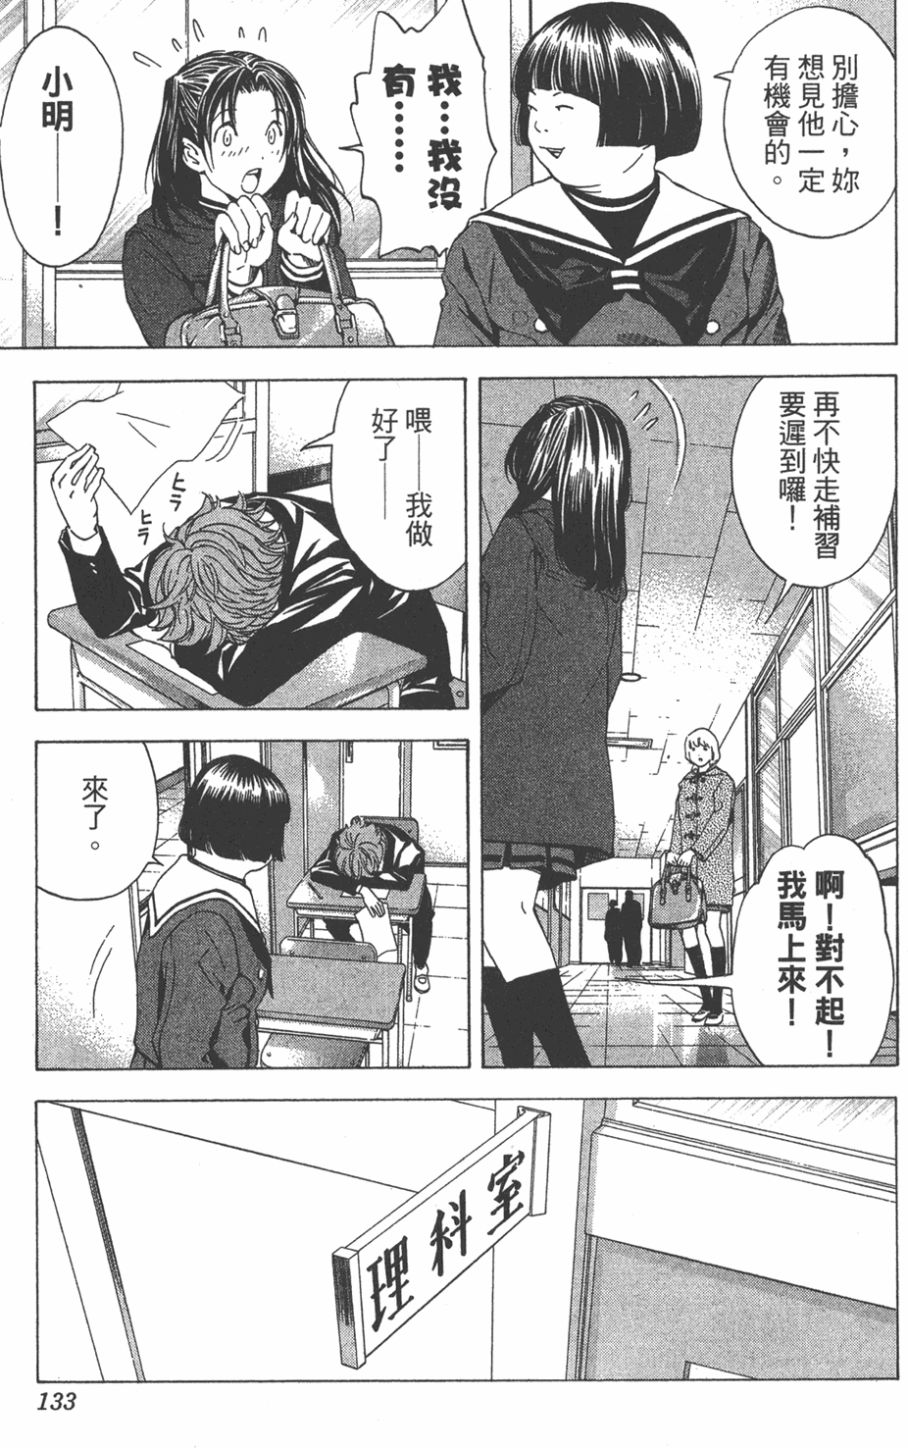 別擔心，妳
想見他一定
有機會的。
我…我沒
有……
小明——！
再不快走補習
要遲到囉！
啊！對不起！
我馬上來！
喂——我做
好了——
ヒラ
ヒラ
來了。
理科室
133